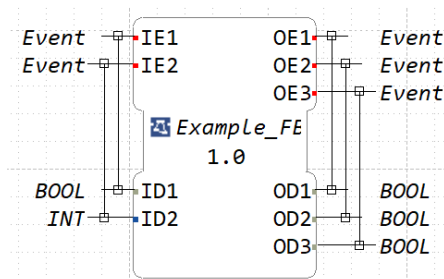 Event IE1 OE1 Event
Event IE2 OE2 Event
OE3 Event
Example_FE
1.0
BOOL ID1 OD1 BOOL
INT ID2 OD2 BOOL
OD3 BOOL